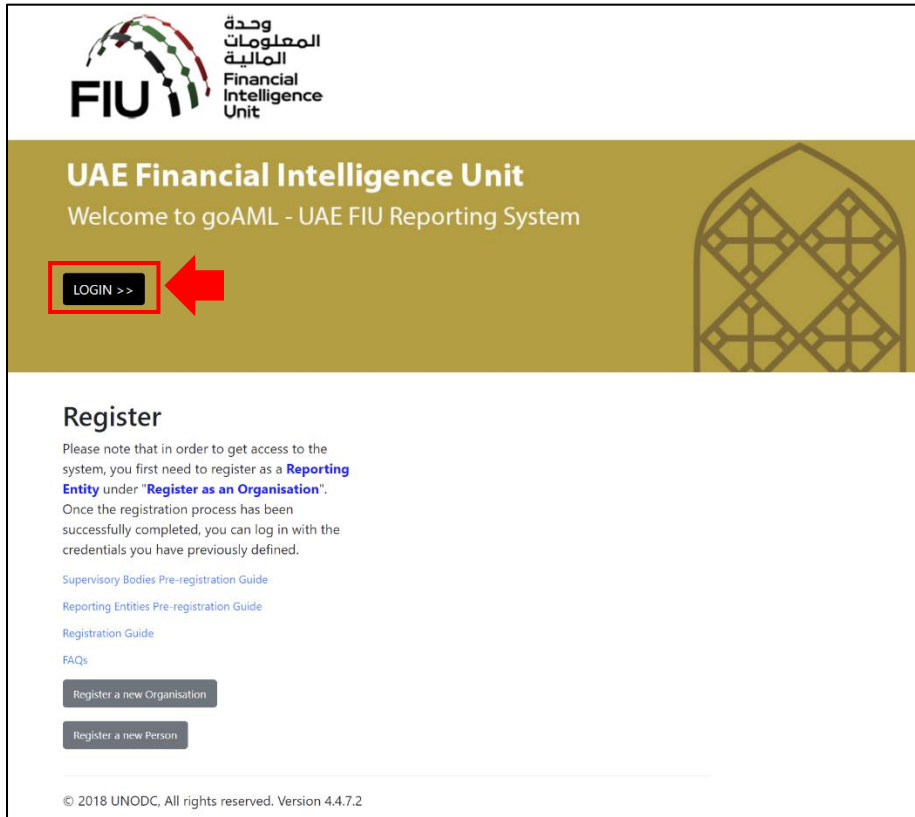 وحدة
المعلومات
المالية
Financial
Intelligence
Unit
FIU
UAE Financial Intelligence Unit
Welcome to goAML - UAE FIU Reporting System
LOGIN >>
Register
Please note that in order to get access to the
system, you first need to register as a Reporting
Entity under "Register as an Organisation".
Once the registration process has been
successfully completed, you can log in with the
credentials you have previously defined.
Supervisory Bodies Pre-registration Guide
Reporting Entities Pre-registration Guide
Registration Guide
FAQs
Register a new Organisation
Register a new Person
© 2018 UNODC, All rights reserved. Version 4.4.7.2